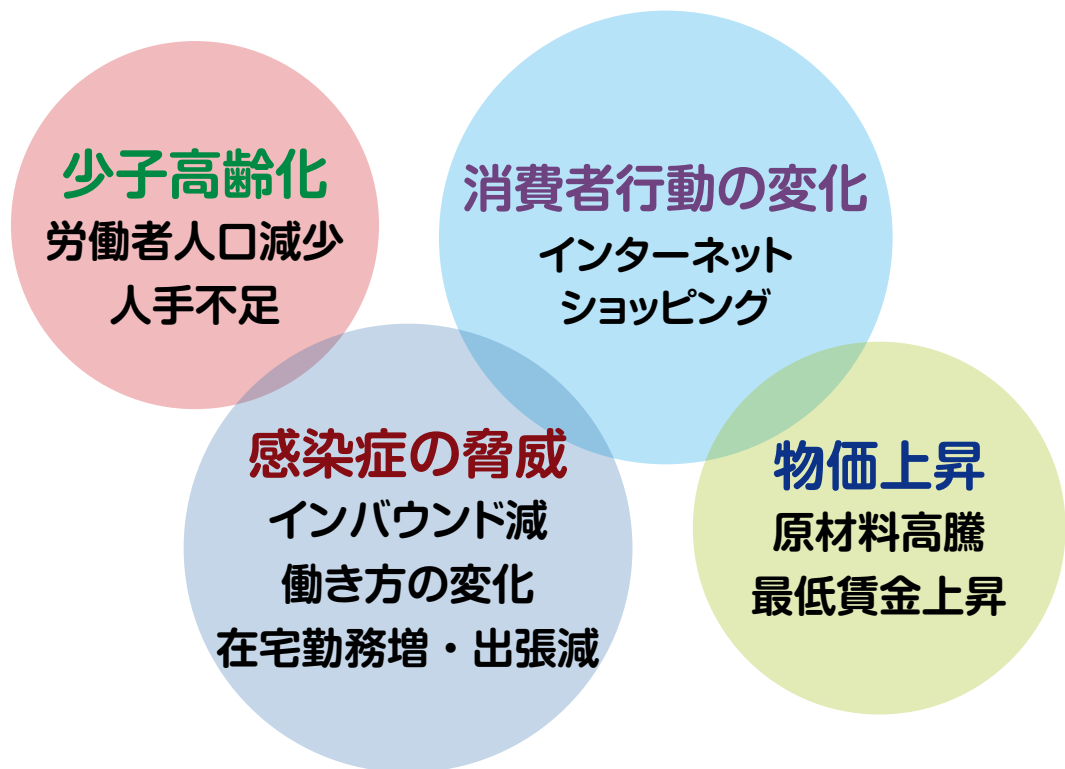 少子高齢化
労働者人口減少
人手不足
消費者行動の変化
インターネット
ショッピング
感染症の脅威
インバウンド減
働き方の変化
在宅勤務増・出張減
物価上昇
原材料高騰
最低賃金上昇